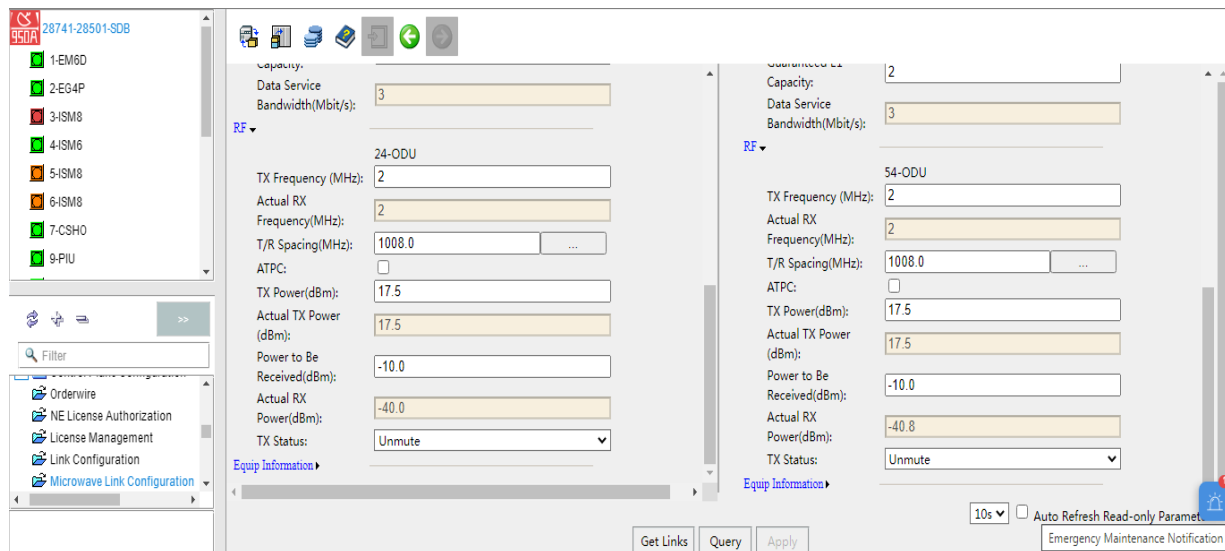 950A
28741-28501-SDB
1-EM6D
2-EG4P
3-ISM8
4-ISM6
5-ISM8
6-ISM8
7-CSHO
9-PIU
>>
Filter
Orderwire
NE License Authorization
License Management
Link Configuration
Microwave Link Configuration
Capacity:
Data Service
Bandwidth(Mbit/s):
3
RF
24-ODU
TX Frequency (MHz):
2
Actual RX
Frequency(MHz):
2
T/R Spacing(MHz):
1008.0
...
ATPC:
TX Power(dBm):
17.5
Actual TX Power
(dBm):
17.5
Power to Be
Received(dBm):
-10.0
Actual RX
Power(dBm):
-40.0
TX Status:
Unmute
Equip Information
Guaranteed E1
Capacity:
2
Data Service
Bandwidth(Mbit/s):
3
RF
54-ODU
TX Frequency (MHz):
2
Actual RX
Frequency(MHz):
2
T/R Spacing(MHz):
1008.0
...
ATPC:
TX Power(dBm):
17.5
Actual TX Power
(dBm):
17.5
Power to Be
Received(dBm):
-10.0
Actual RX
Power(dBm):
-40.8
TX Status:
Unmute
Equip Information
10s
Auto Refresh Read-only Paramet
Get Links
Query
Apply
Emergency Maintenance Notification